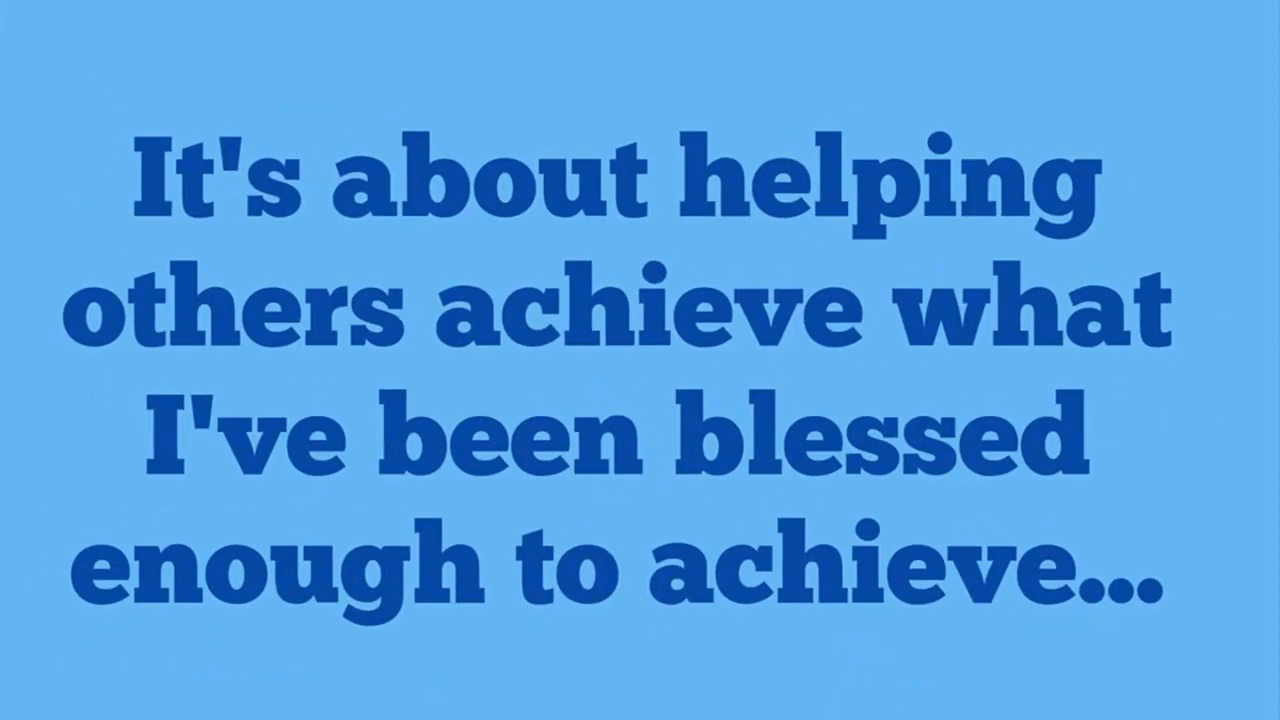 It's about helping
others achieve what
I've been blessed
enough to achieve...